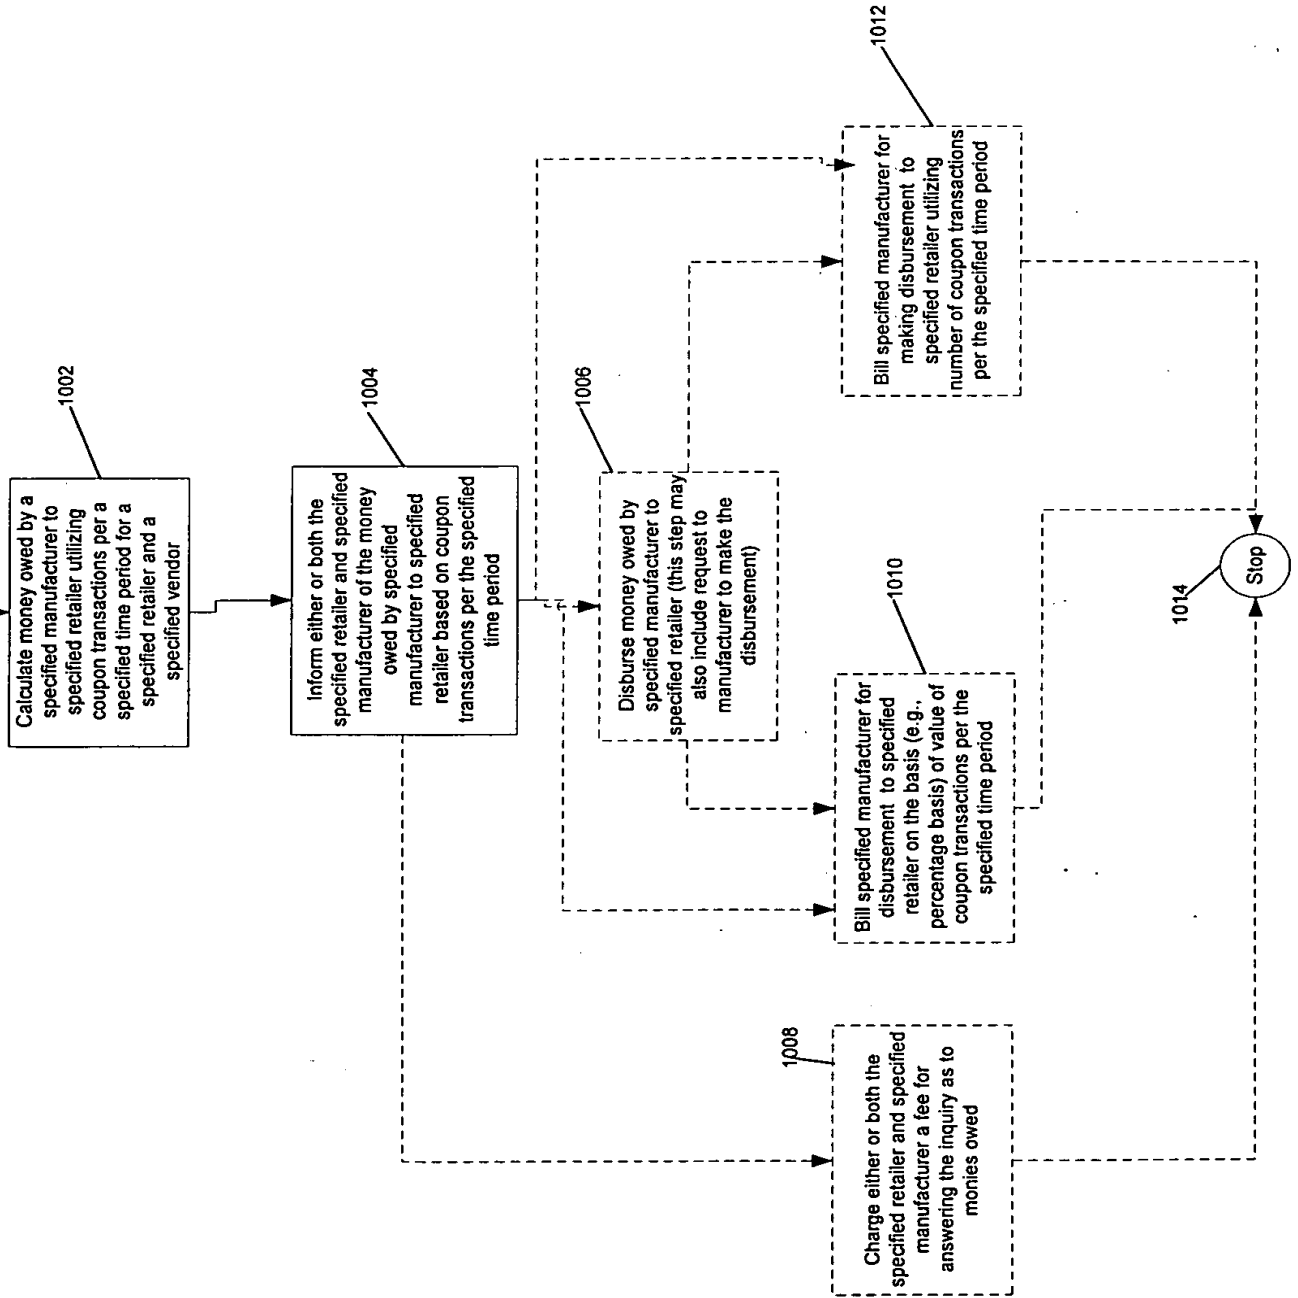 Calculate money owed by a
specified manufacturer to
specified retailer utilizing
coupon transactions per a
specified time period for a
specified retailer and a
specified vendor
1002
Inform either or both the
specified retailer and specified
manufacturer of the money
owed by specified
manufacturer to specified
retailer based on coupon
transactions per the specified
time period
1004
Disburse money owed by
specified manufacturer to
specified retailer (this step may
also include request to
manufacturer to make the
disbursement)
1006
Charge either or both the
specified retailer and specified
manufacturer a fee for
answering the inquiry as to
monies owed
1008
Bill specified manufacturer for
disbursement to specified
retailer on the basis (e.g.,
percentage basis) of value of
coupon transactions per the
specified time period
1010
Bill specified manufacturer for
making disbursement to
specified retailer utilizing
number of coupon transactions
per the specified time period
1012
Stop
1014